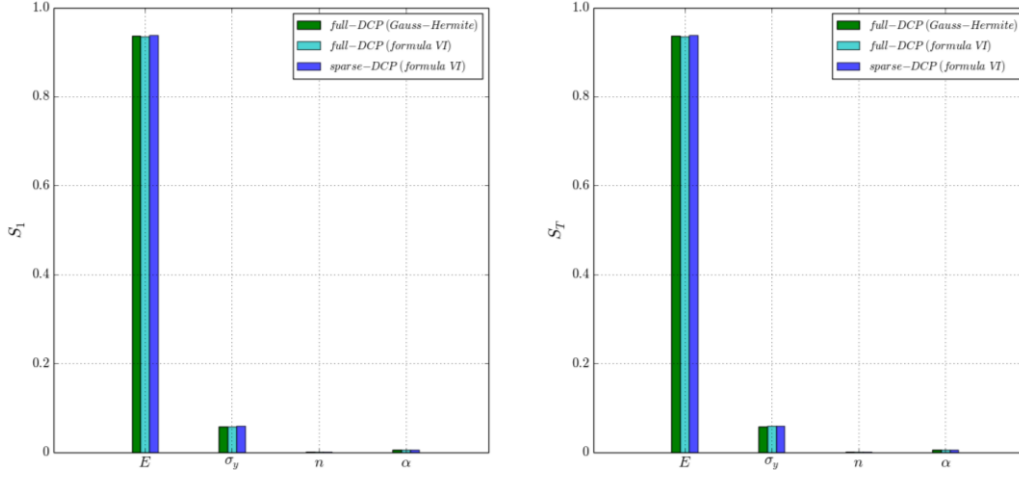 1.0
0.8
0.6
0.4
0.2
0
S₁
E
σy
n
α
full−DCP (Gauss−Hermite)
full−DCP (formula VI)
sparse−DCP (formula VI)
1.0
0.8
0.6
0.4
0.2
0
S_T
E
σy
n
α
full−DCP (Gauss−Hermite)
full−DCP (formula VI)
sparse−DCP (formula VI)